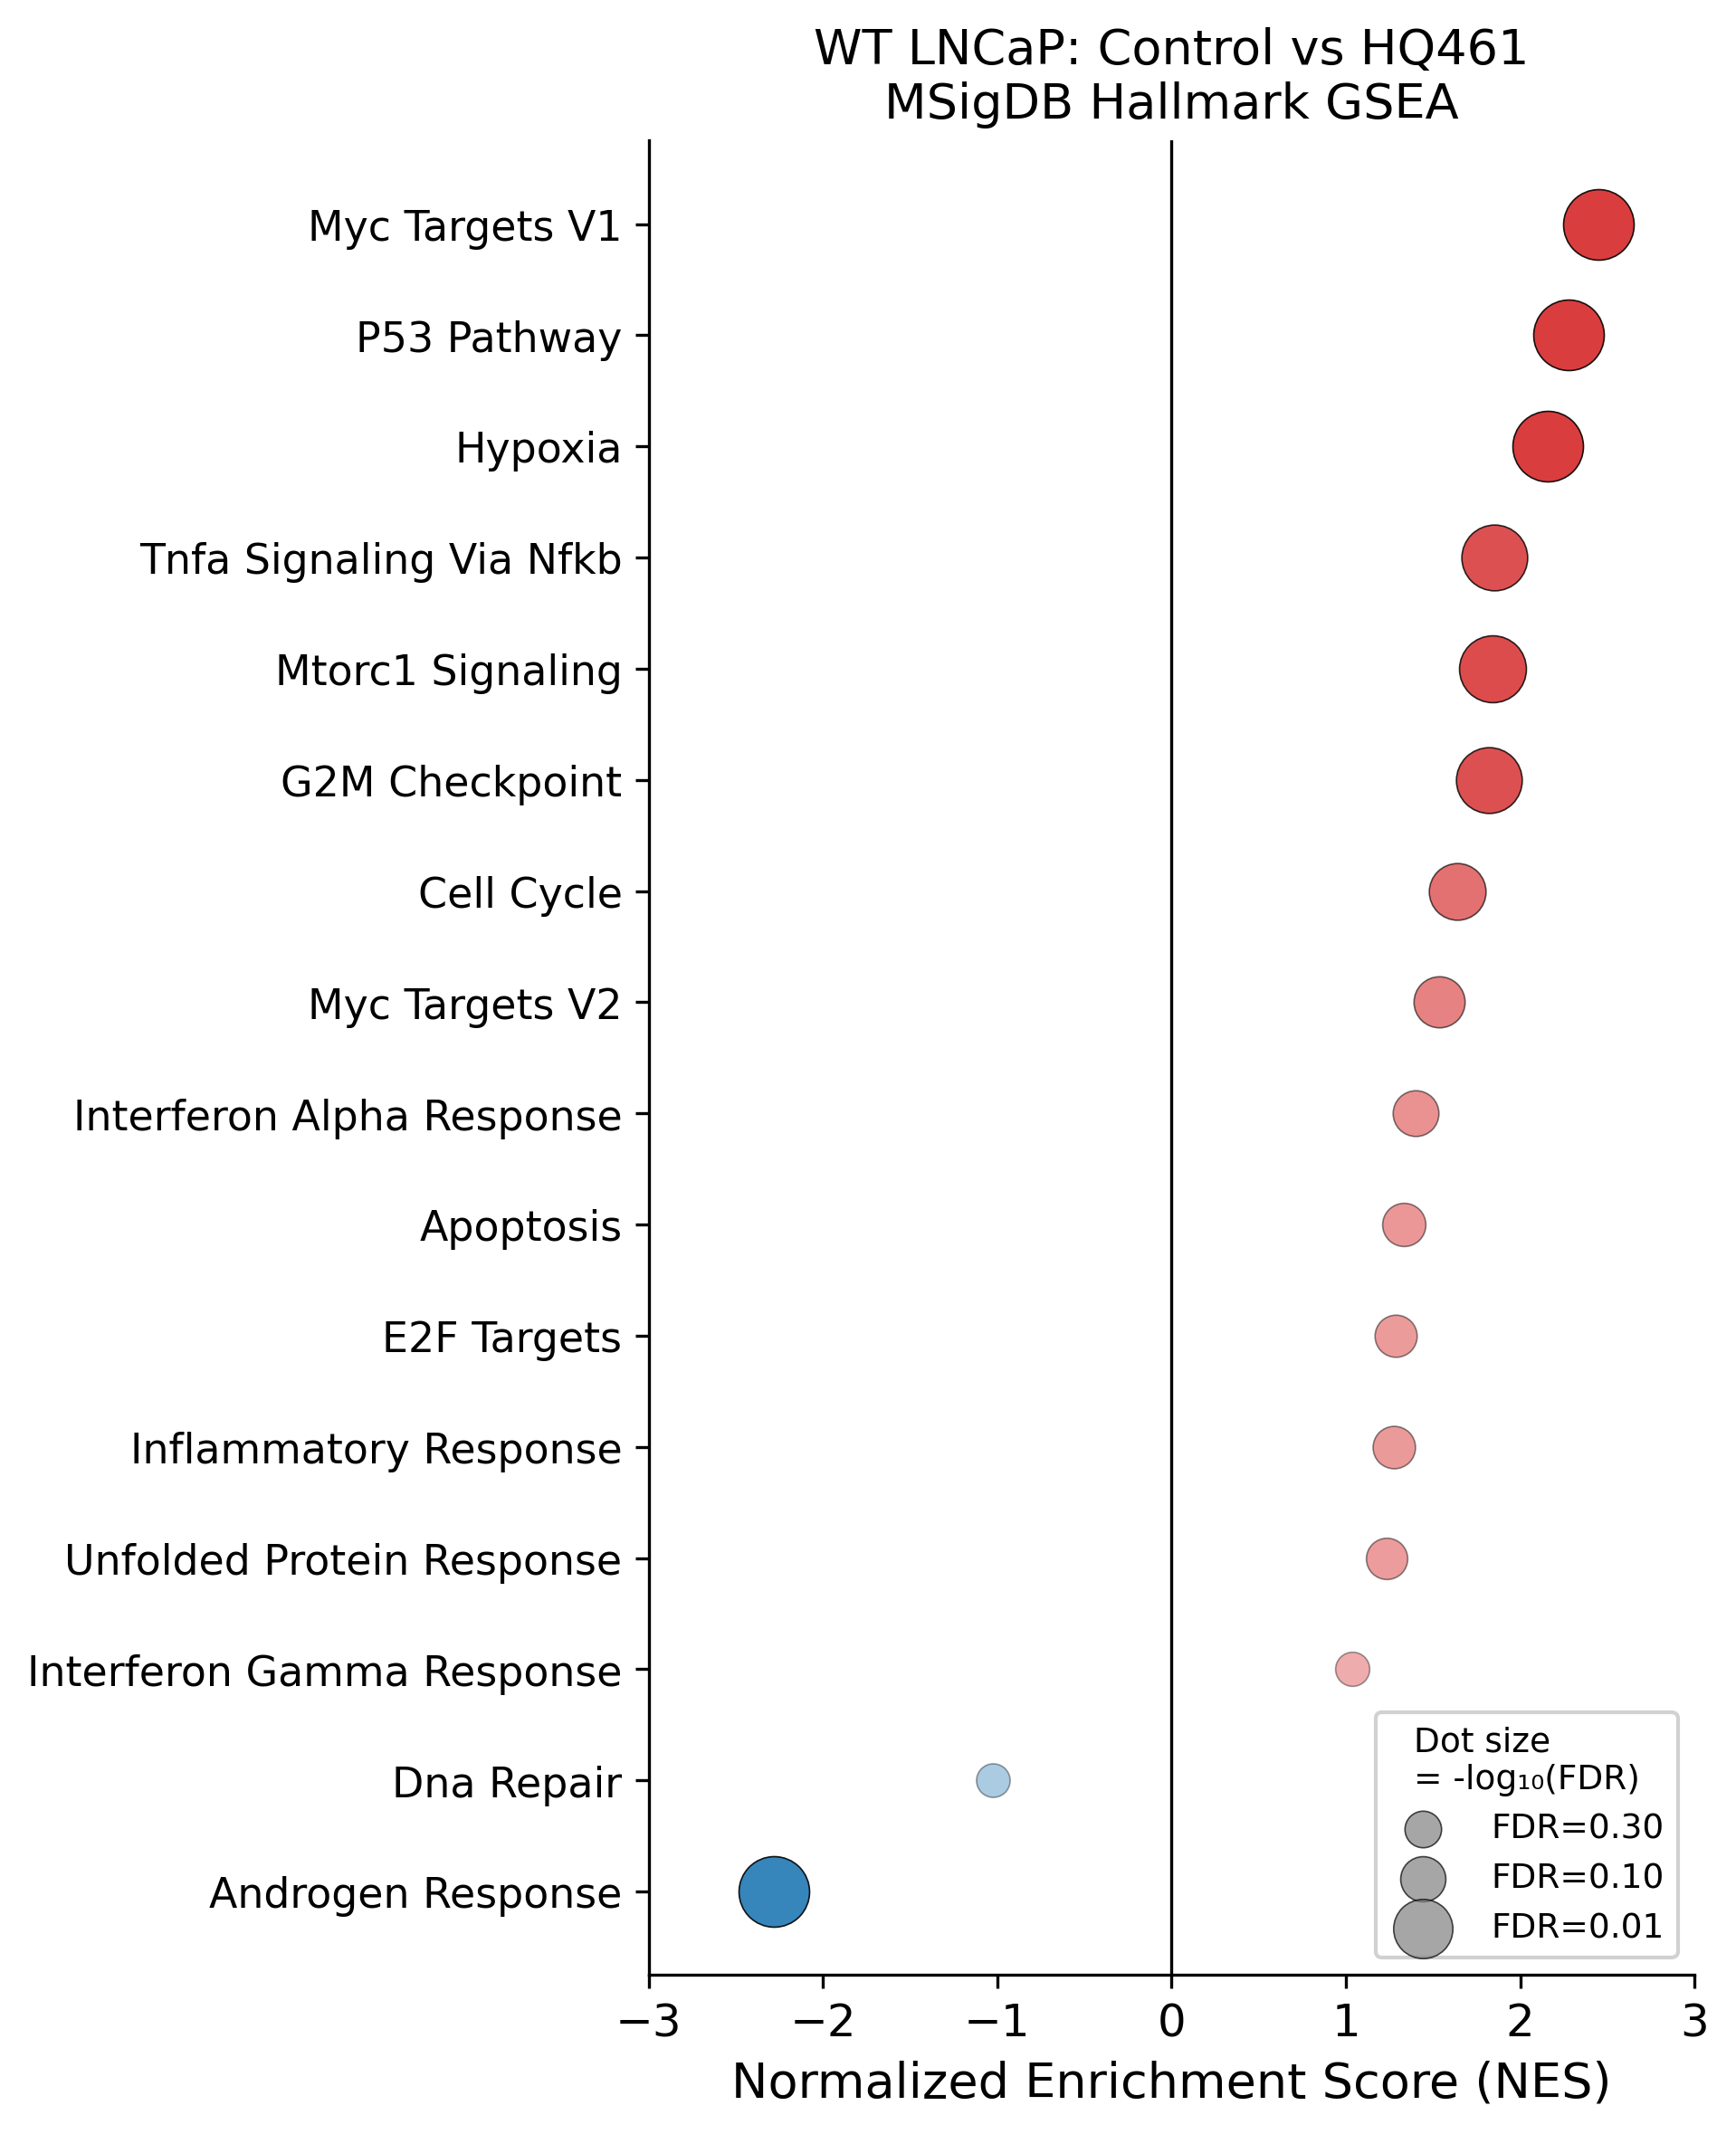 WT LNCaP: Control vs HQ461
MSigDB Hallmark GSEA
Myc Targets V1
P53 Pathway
Hypoxia
Tnfa Signaling Via Nfkb
Mtorc1 Signaling
G2M Checkpoint
Cell Cycle
Myc Targets V2
Interferon Alpha Response
Apoptosis
E2F Targets
Inflammatory Response
Unfolded Protein Response
Interferon Gamma Response
Dna Repair
Androgen Response
Dot size
= -log₁₀(FDR)
FDR=0.30
FDR=0.10
FDR=0.01
−3 −2 −1 0 1 2 3
Normalized Enrichment Score (NES)